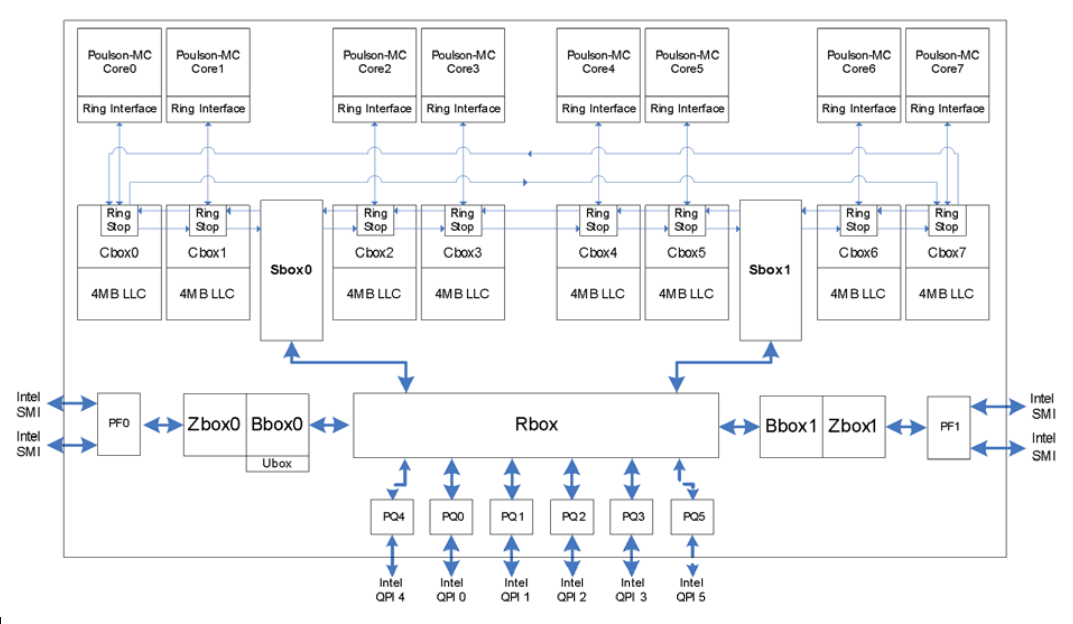 Poulson-MC Core0
Poulson-MC Core1
Poulson-MC Core2
Poulson-MC Core3
Poulson-MC Core4
Poulson-MC Core5
Poulson-MC Core6
Poulson-MC Core7
Ring Interface
Ring Interface
Ring Interface
Ring Interface
Ring Interface
Ring Interface
Ring Interface
Ring Interface
Ring Stop
Ring Stop
Ring Stop
Ring Stop
Ring Stop
Ring Stop
Ring Stop
Ring Stop
Cbox0
Cbox1
Sbox0
Cbox2
Cbox3
Cbox4
Cbox5
Sbox1
Cbox6
Cbox7
4MB LLC
4MB LLC
4MB LLC
4MB LLC
4MB LLC
4MB LLC
4MB LLC
4MB LLC
Intel SMI
Intel SMI
PF0
Zbox0
Bbox0
Ubox
Rbox
Bbox1
Zbox1
PF1
Intel SMI
Intel SMI
PQ4
PQ0
PQ1
PQ2
PQ3
PQ5
Intel QPI 4
Intel QPI 0
Intel QPI 1
Intel QPI 2
Intel QPI 3
Intel QPI 5